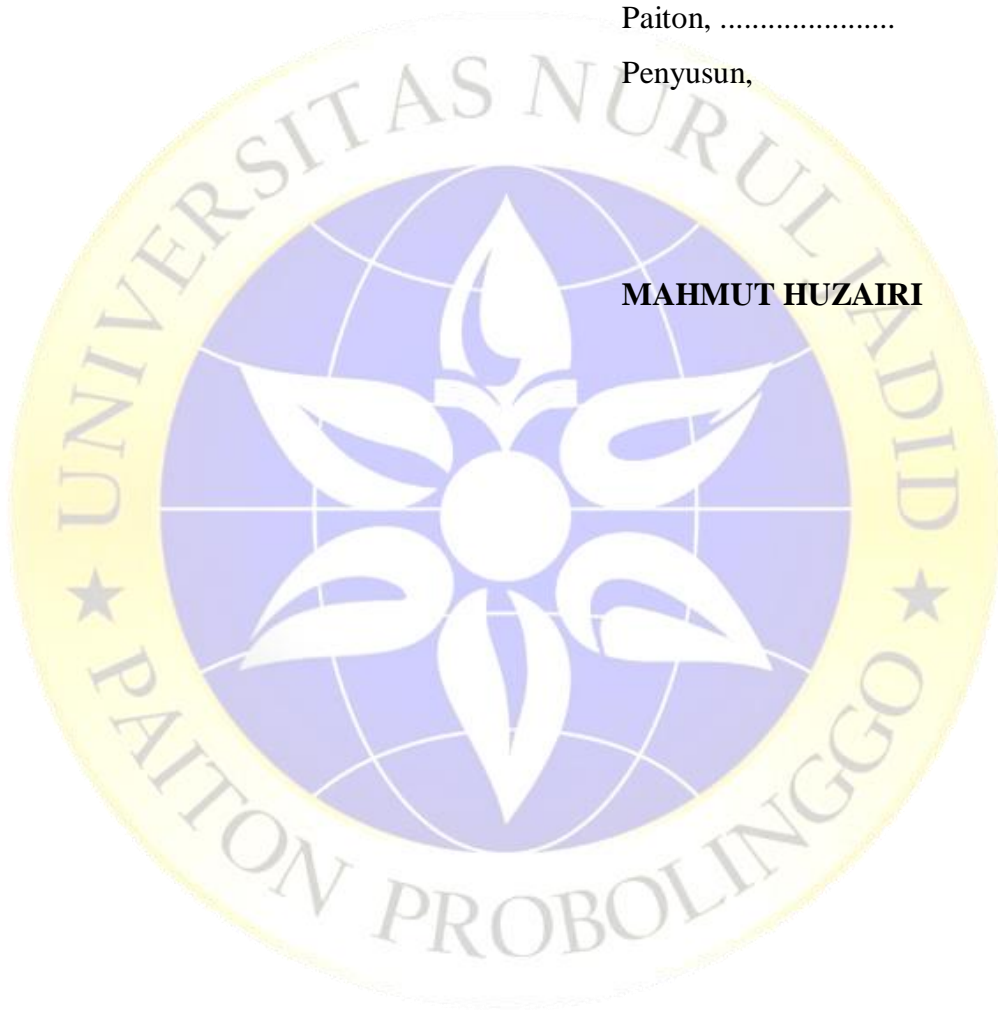 Paiton, ......................
Penyusun,
MAHMUT HUZAIRI
UNIVERSITAS NURUL JADID
★ PAITON PROBOLINGGO ★